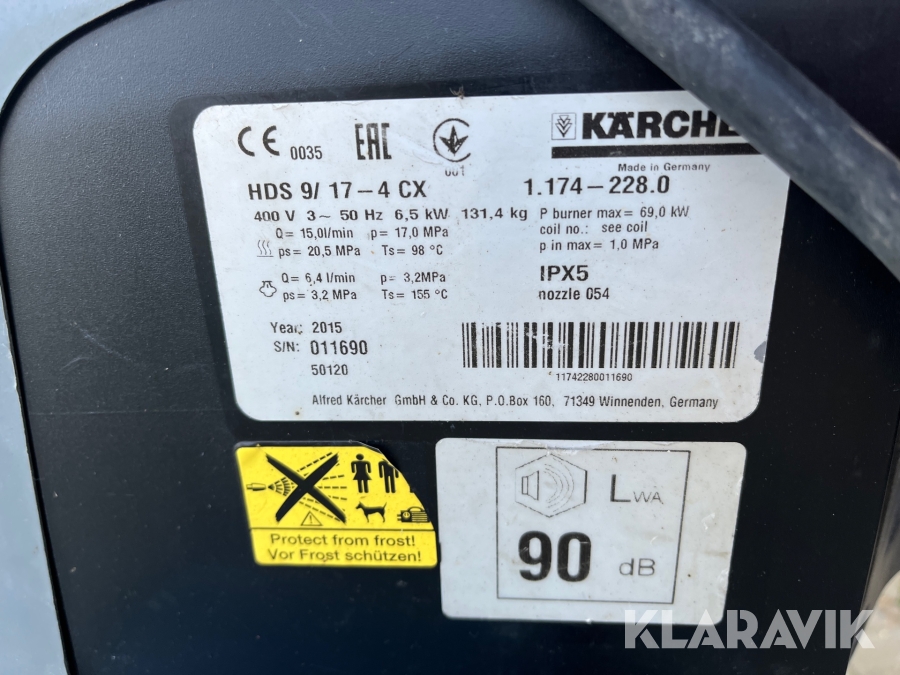 CE 0035 EAC
001
KÄRCHE
Made in Germany
HDS 9/ 17-4 CX 1.174-228.0
400 V 3~ 50 Hz 6,5 kW 131,4 kg P burner max= 69,0 kW
Q= 15,0l/min p= 17,0 MPa coil no.: see coil
ps= 20,5 MPa Ts= 98 °C p in max= 1,0 MPa
Q= 6,4 l/min p= 3,2MPa IPX5
ps= 3,2 MPa Ts= 155 °C nozzle 054
Year: 2015
S/N: 011690
50120
11742280011690
Alfred Kärcher GmbH & Co. KG, P.O.Box 160, 71349 Winnenden, Germany
Protect from frost!
Vor Frost schützen!
LWA
90 dB
KLARAVIK